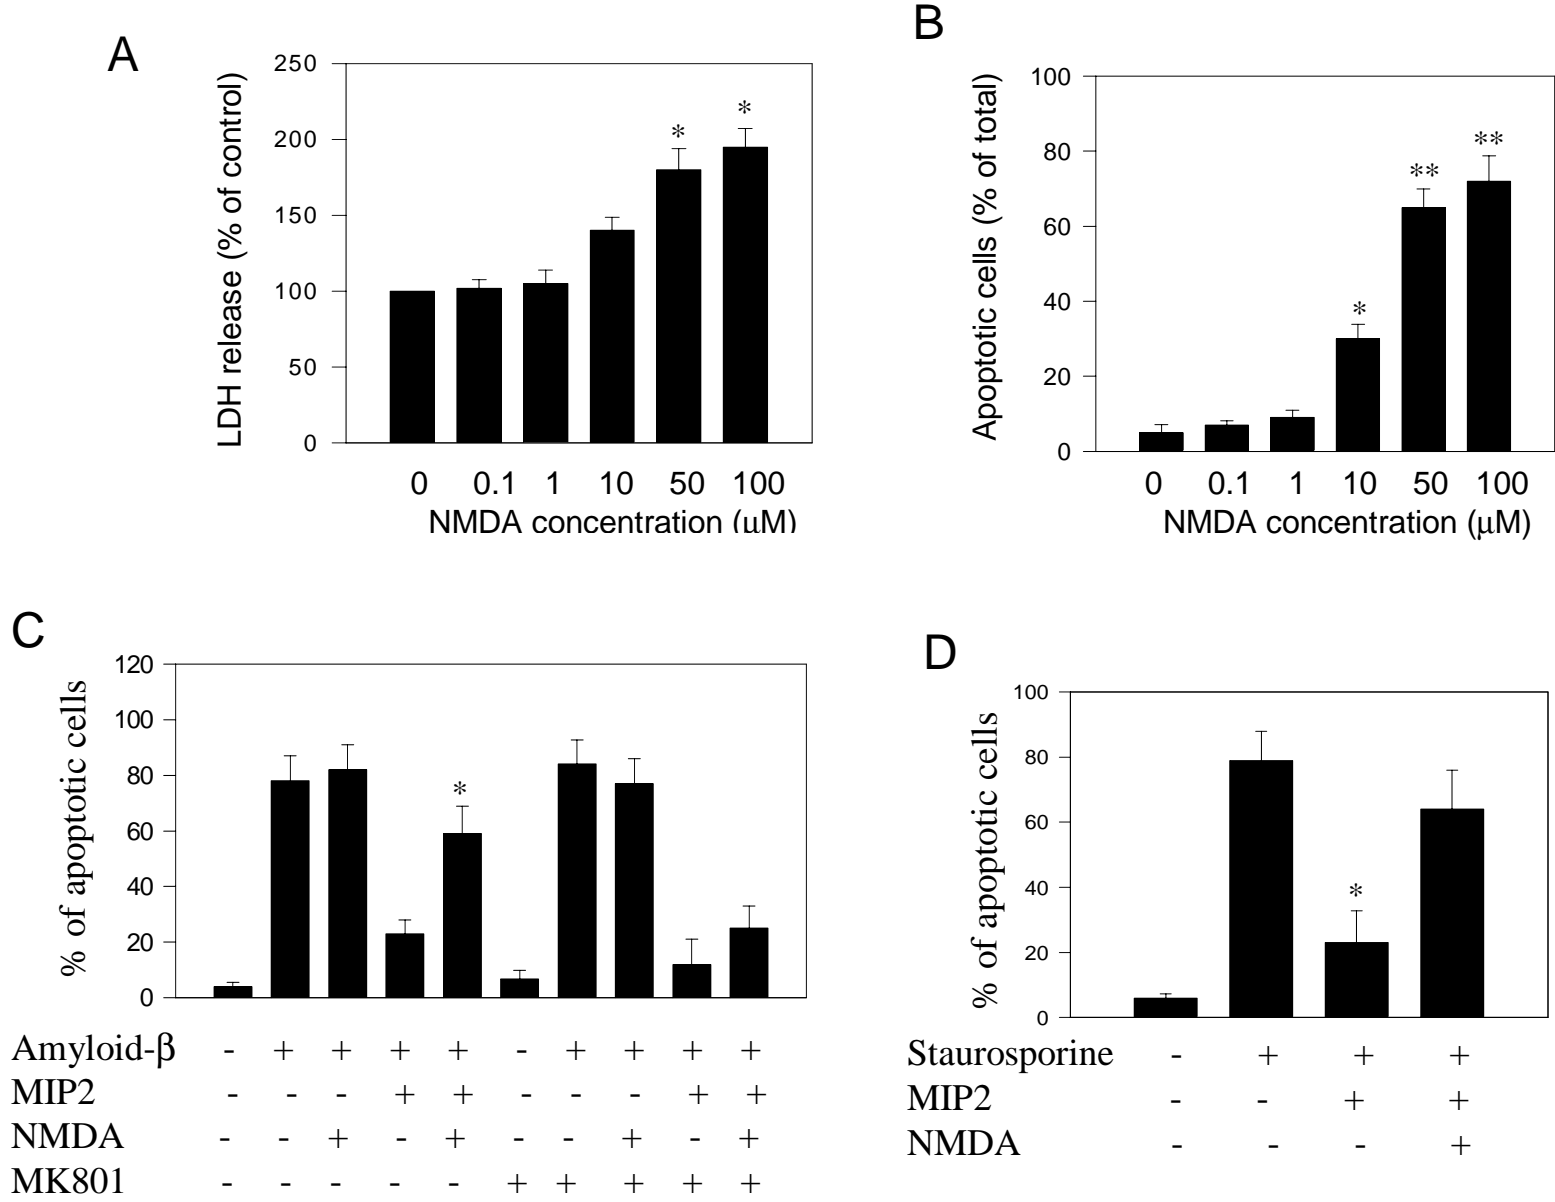 A
LDH release (% of control)
250
200
150
100
50
0
* *
0 0.1 1 10 50 100
NMDA concentration (μM)
B
Apoptotic cells (% of total)
100
80
60
40
20
0
* ** **
0 0.1 1 10 50 100
NMDA concentration (μM)
C
% of apoptotic cells
120
100
80
60
40
20
0
*
Amyloid-β - + + + + - + + + +
MIP2 - - - + + - - - + +
NMDA - - + - + - - + - +
MK801 - - - - - + + + + +
D
% of apoptotic cells
100
80
60
40
20
0
*
Staurosporine - + + +
MIP2 - - + +
NMDA - - - +